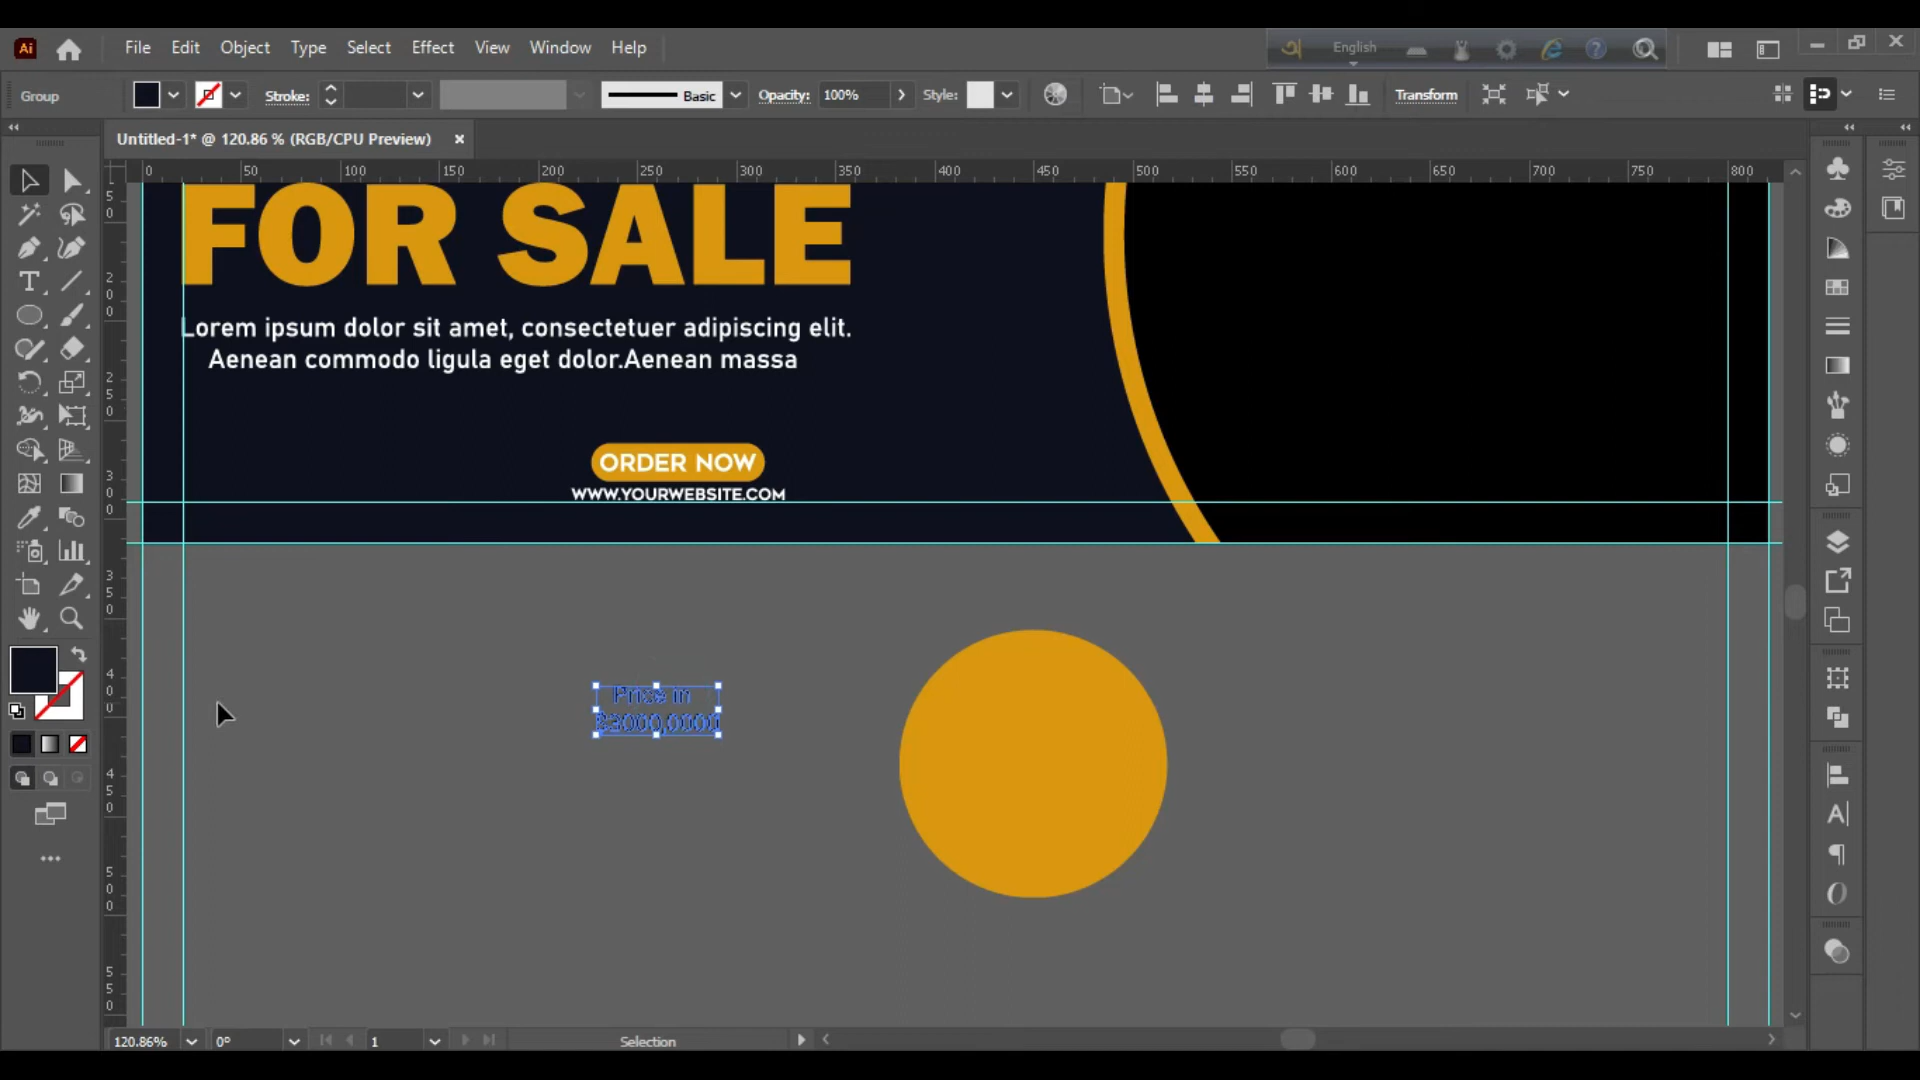 Ai
File Edit Object Type Select Effect View Window Help
English
Group
Stroke:
Basic
Opacity: 100%
Style:
Transform
Untitled-1* @ 120.86 % (RGB/CPU Preview)
0 50 100 150 200 250 300 350 400 450 500 550 600 650 700 750 800
FOR SALE
Lorem ipsum dolor sit amet, consectetuer adipiscing elit.
Aenean commodo ligula eget dolor.Aenean massa
ORDER NOW
WWW.YOURWEBSITE.COM
Price in
120.86% 0° 1 Selection